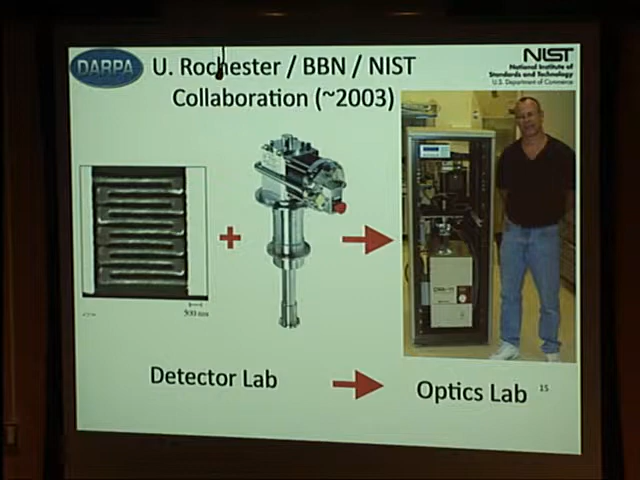 DARPA
U. Rochester / BBN / NIST
Collaboration (~2003)
NIST
National Institute of
Standards and Technology
U.S. Department of Commerce
+
500 nm
Detector Lab
Optics Lab
15